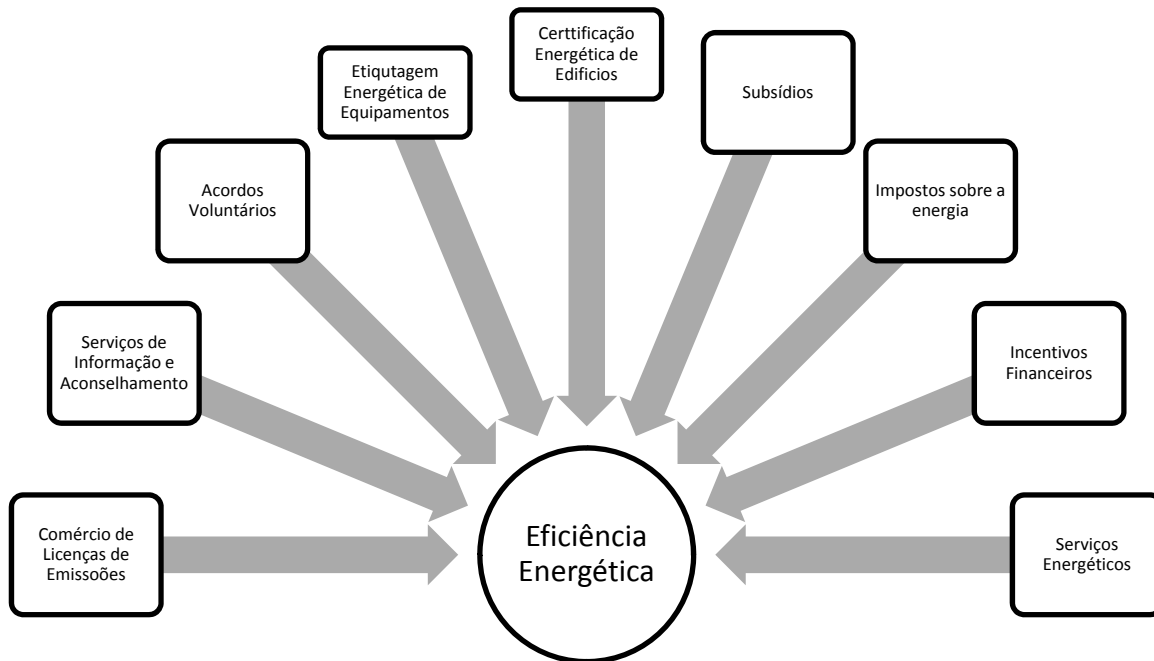 Certtificação
Energética de
Edificios
Etiqutagem
Energética de
Equipamentos
Subsídios
Acordos
Voluntários
Impostos sobre a
energia
Serviços de
Informação e
Aconselhamento
Incentivos
Financeiros
Comércio de
Licenças de
Emissoões
Eficiência
Energética
Serviços
Energéticos